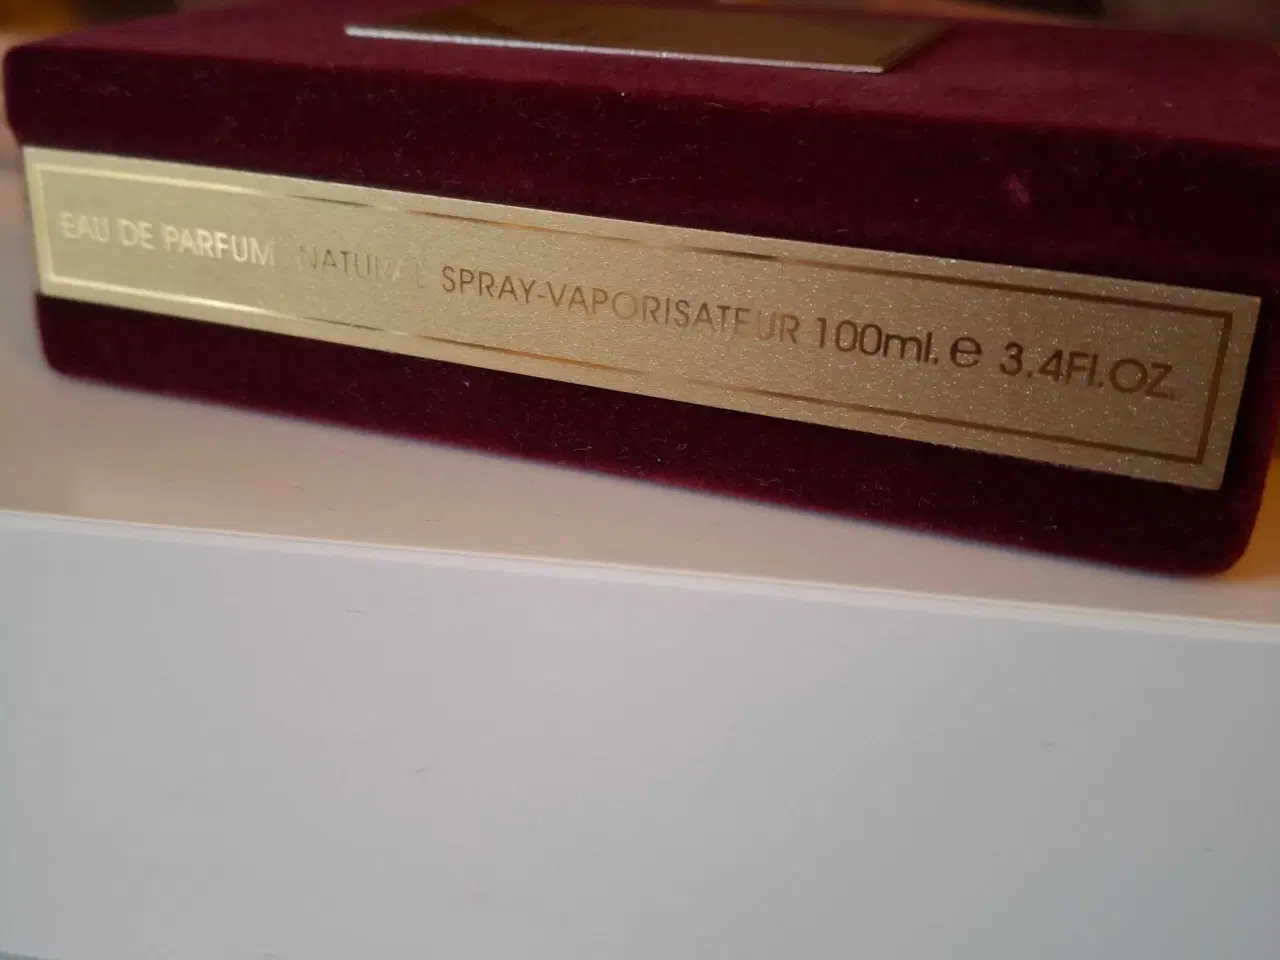 EAU DE PARFUM NATURAL SPRAY-VAPORISATEUR 100ml. e 3.4Fl.OZ.